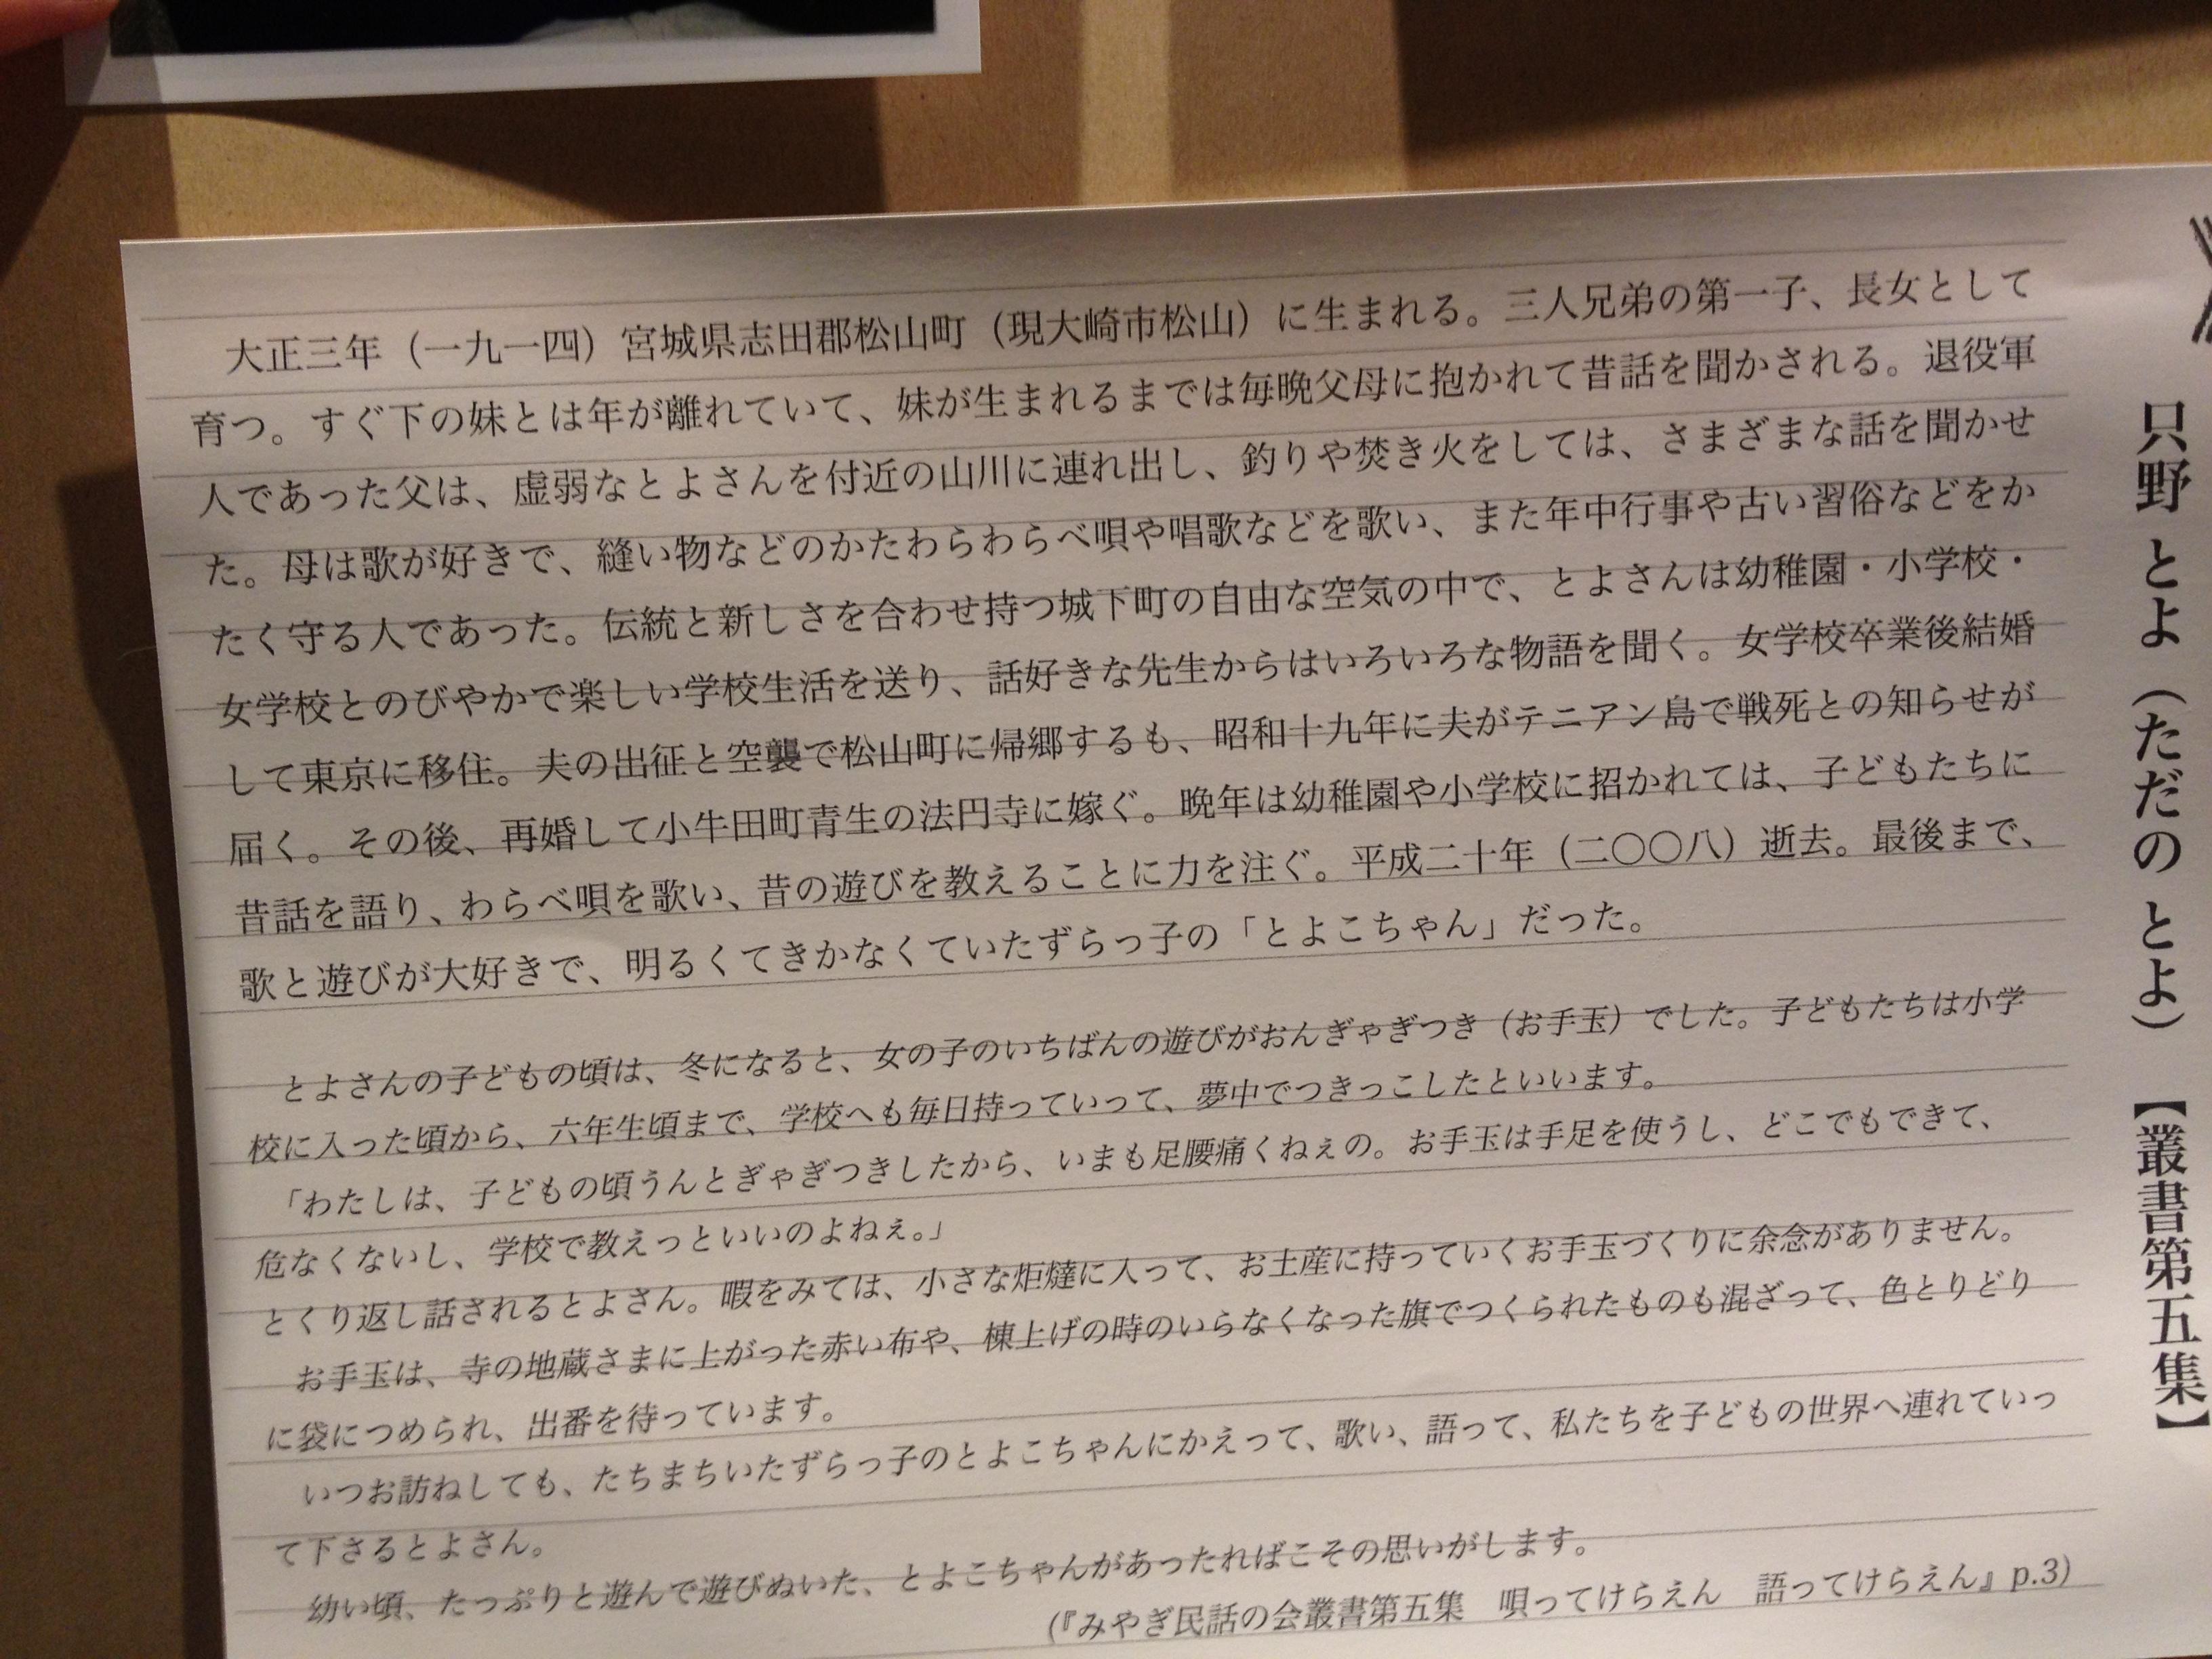 只野 とよ（ただの とよ）【叢書第五集】
大正三年（一九一四）宮城県志田郡松山町（現大崎市松山）に生まれる。三人兄弟の第一子、長女として
育つ。すぐ下の妹とは年が離れていて、妹が生まれるまでは毎晩父母に抱かれて昔話を聞かされる。退役軍
人であった父は、虚弱なとよさんを付近の山川に連れ出し、釣りや焚き火をしては、さまざまな話を聞かせ
た。母は歌が好きで、縫い物などのかたわらわらべ唄や唱歌などを歌い、また年中行事や古い習俗などをか
たく守る人であった。伝統と新しさを合わせ持つ城下町の自由な空気の中で、とよさんは幼稚園・小学校・
女学校とのびやかで楽しい学校生活を送り、話好きな先生からはいろいろな物語を聞く。女学校卒業後結婚
して東京に移住。夫の出征と空襲で松山町に帰郷するも、昭和十九年に夫がテニアン島で戦死との知らせが
届く。その後、再婚して小牛田町青生の法円寺に嫁ぐ。晩年は幼稚園や小学校に招かれては、子どもたちに
昔話を語り、わらべ唄を歌い、昔の遊びを教えることに力を注ぐ。平成二十年（二〇〇八）逝去。最後まで、
歌と遊びが大好きで、明るくてきかなくていたずらっ子の「とよこちゃん」だった。
とよさんの子どもの頃は、冬になると、女の子のいちばんの遊びがおんぎゃぎつき（お手玉）でした。子どもたちは小学
校に入った頃から、六年生頃まで、学校へも毎日持っていって、夢中でつきっこしたといいます。
「わたしは、子どもの頃うんとぎゃぎつきしたから、いまも足腰痛くねぇの。お手玉は手足を使うし、どこでもできて、
危なくないし、学校で教えっといいのよねぇ。」
とくり返し話されるとよさん。暇をみては、小さな炬燵に入って、お土産に持っていくお手玉づくりに余念がありません。
お手玉は、寺の地蔵さまに上がった赤い布や、棟上げの時のいらなくなった旗でつくられたものも混ざって、色とりどり
に袋につめられ、出番を待っています。
いつお訪ねしても、たちまちいたずらっ子のとよこちゃんにかえって、歌い、語って、私たちを子どもの世界へ連れていっ
て下さるとよさん。
幼い頃、たっぷりと遊んで遊びぬいた、とよこちゃんがあったればこその思いがします。
(『みやぎ民話の会叢書第五集　唄ってけらえん　語ってけらえん』p.3)